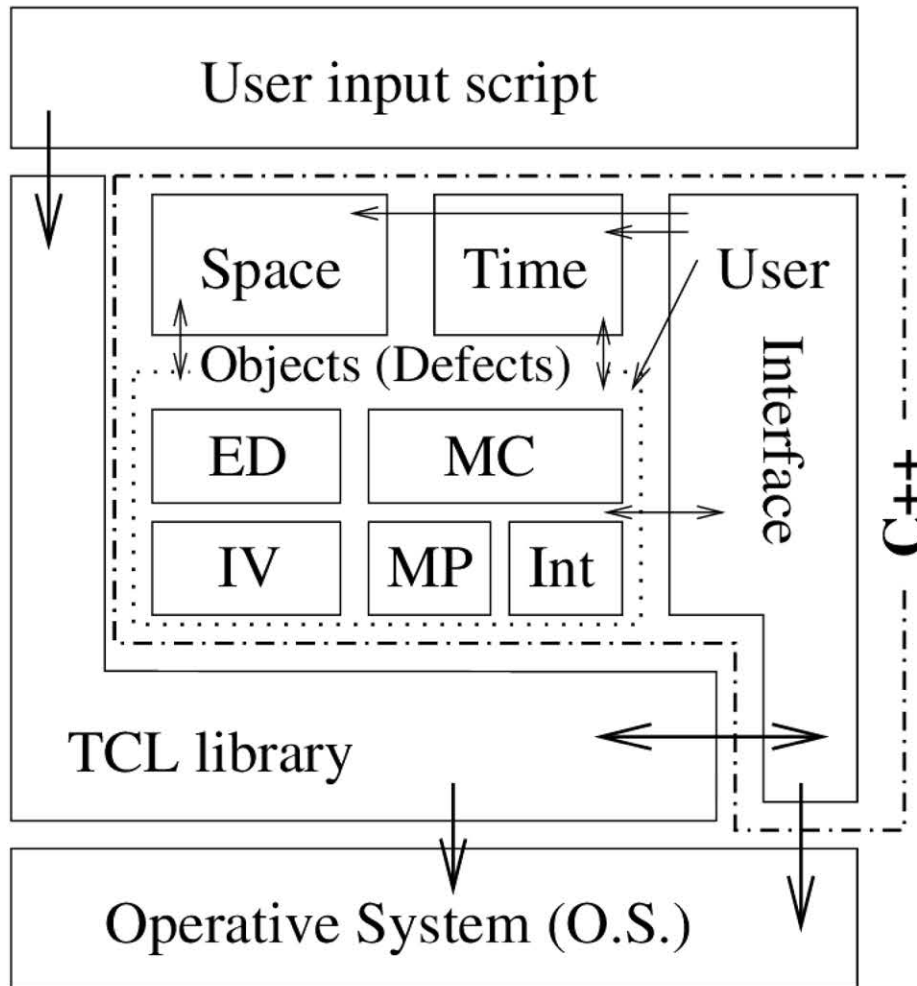 User input script
Space
Time
User
Interface
Objects (Defects)
ED
MC
IV
MP
Int
C++
TCL library
Operative System (O.S.)